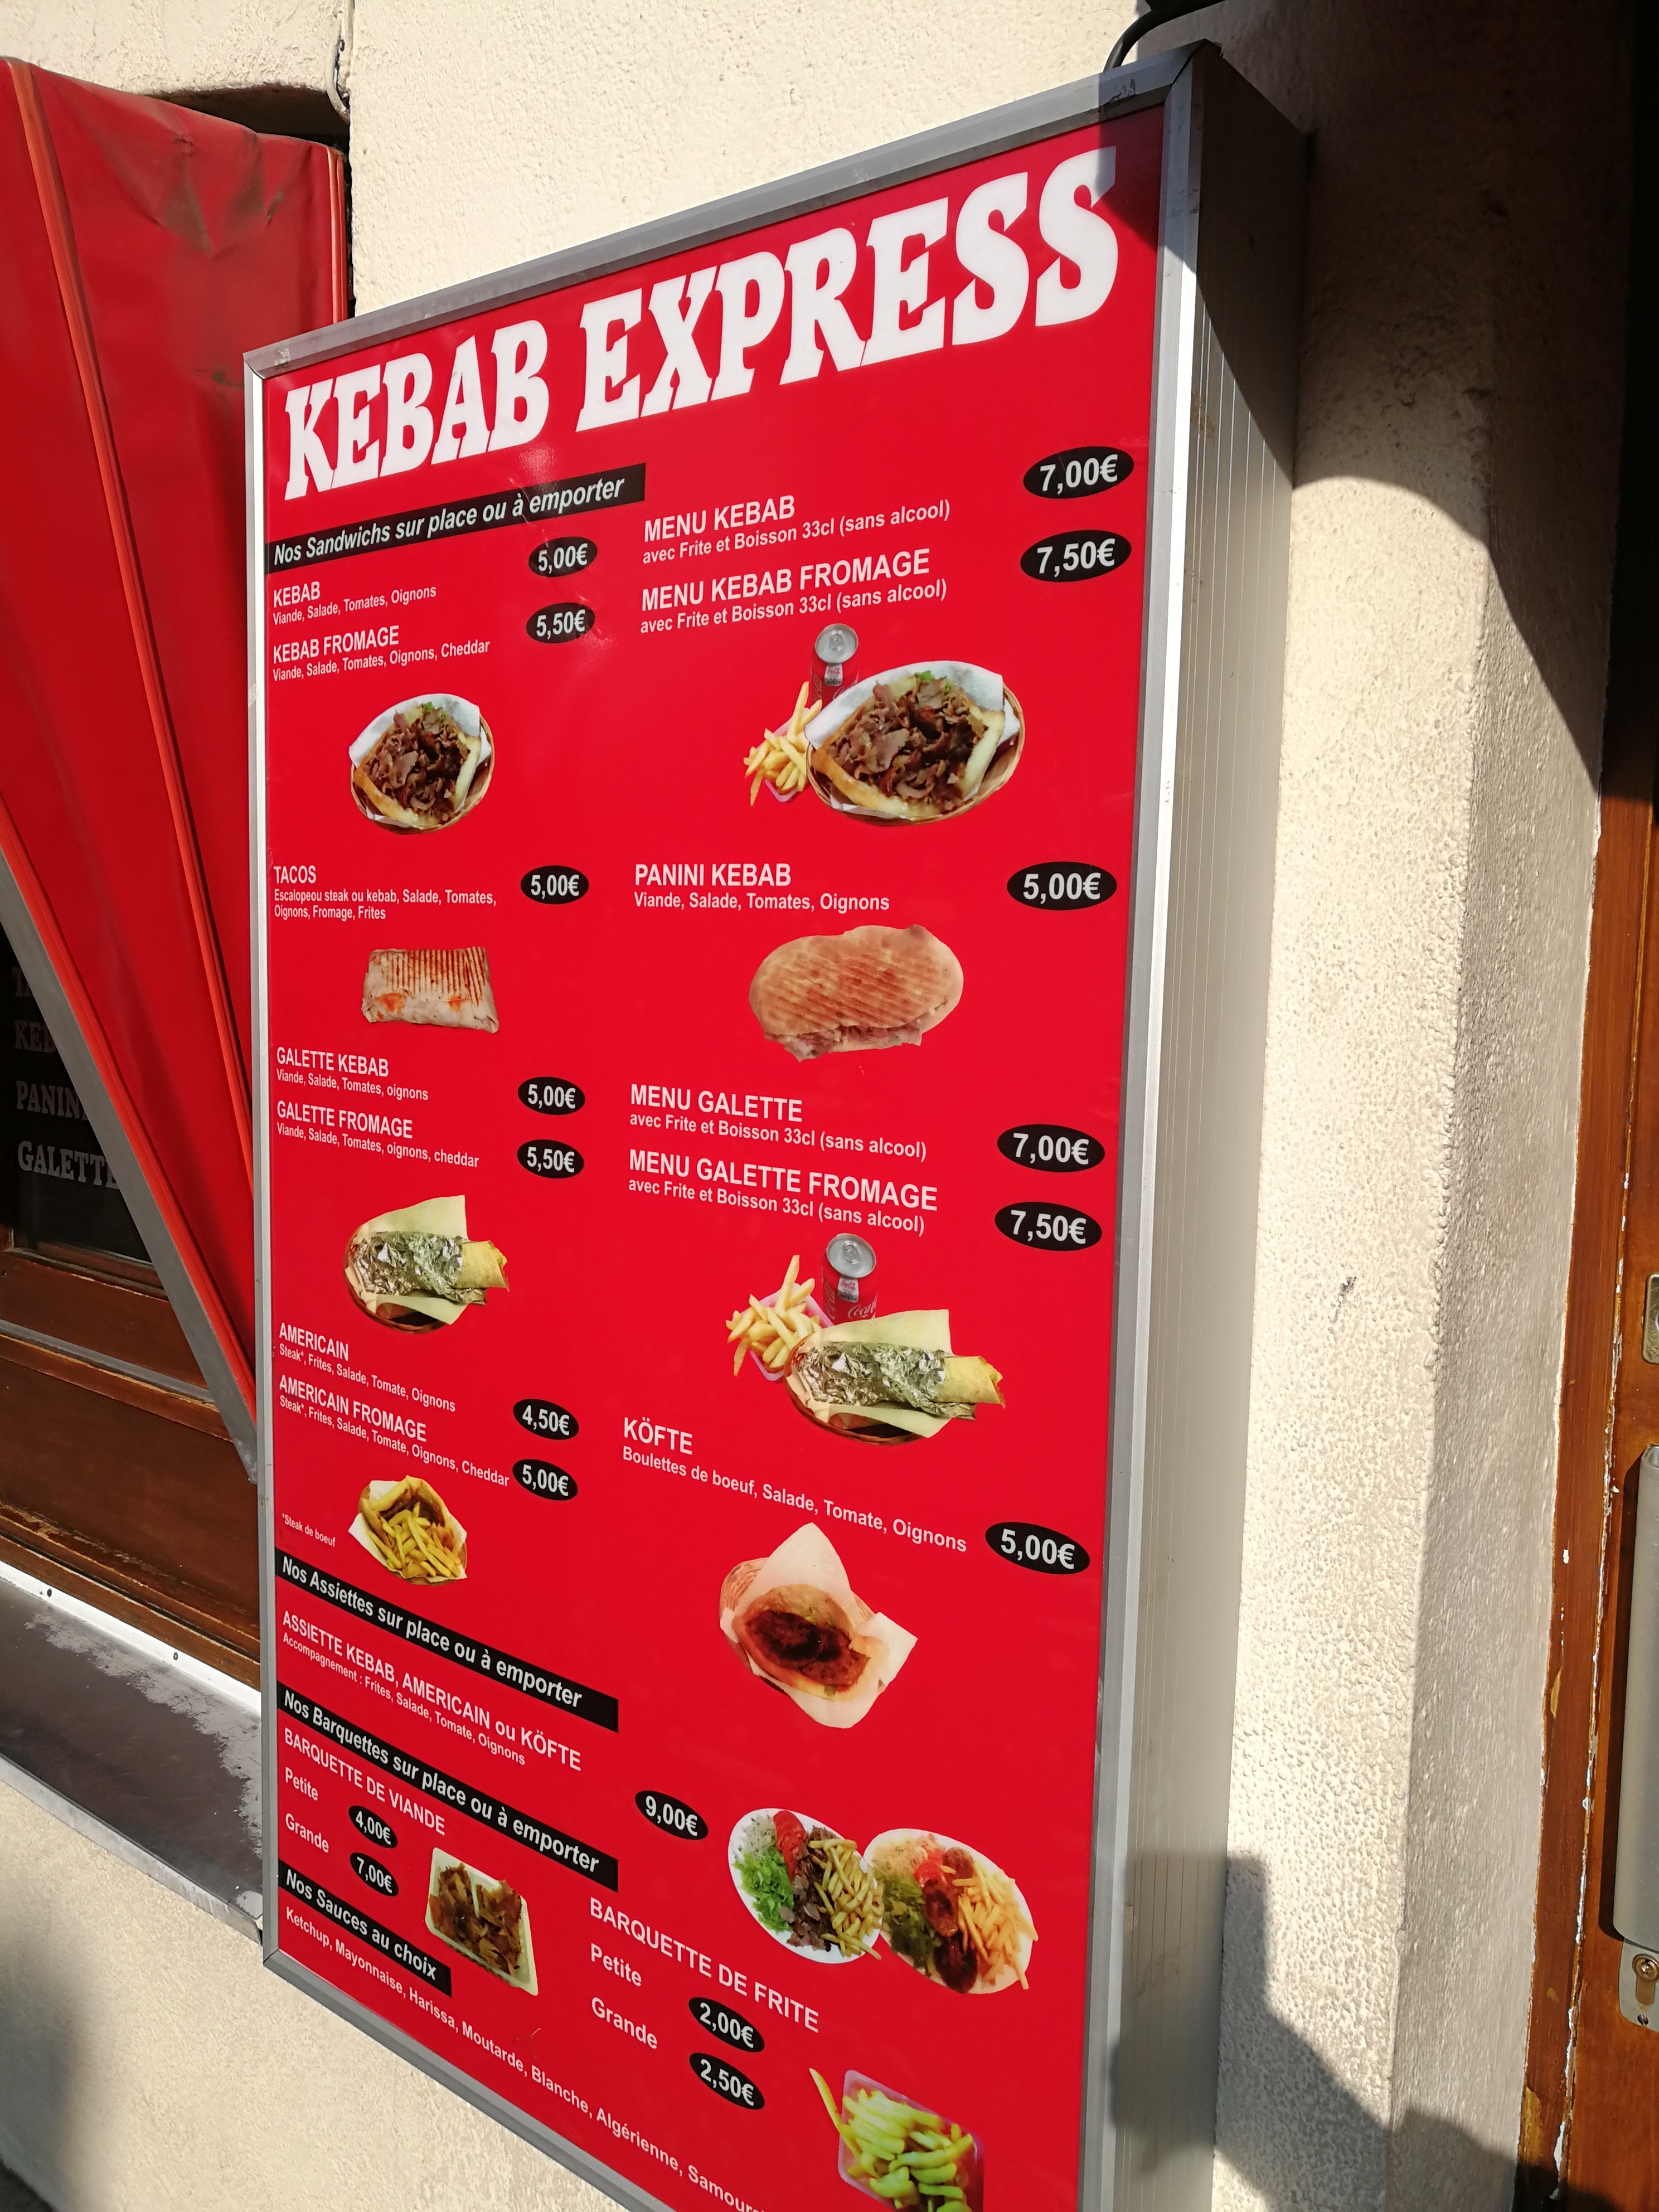 KEBAB EXPRESS
Nos Sandwichs sur place ou à emporter
KEBAB 5,00€
Viande, Salade, Tomates, Oignons
KEBAB FROMAGE 5,50€
Viande, Salade, Tomates, Oignons, Cheddar
MENU KEBAB 7,00€
avec Frite et Boisson 33cl (sans alcool)
MENU KEBAB FROMAGE 7,50€
avec Frite et Boisson 33cl (sans alcool)
TACOS 5,00€
Escalopeou steak ou kebab, Salade, Tomates,
Oignons, Fromage, Frites
PANINI KEBAB 5,00€
Viande, Salade, Tomates, Oignons
GALETTE KEBAB 5,00€
Viande, Salade, Tomates, oignons
GALETTE FROMAGE 5,50€
Viande, Salade, Tomates, oignons, cheddar
MENU GALETTE 7,00€
avec Frite et Boisson 33cl (sans alcool)
MENU GALETTE FROMAGE 7,50€
avec Frite et Boisson 33cl (sans alcool)
AMERICAIN 4,50€
Steak*, Frites, Salade, Tomate, Oignons
AMERICAIN FROMAGE 5,00€
Steak*, Frites, Salade, Tomate, Oignons, Cheddar
*Steak de boeuf
KÖFTE 5,00€
Boulettes de boeuf, Salade, Tomate, Oignons
Nos Assiettes sur place ou à emporter
ASSIETTE KEBAB, AMERICAIN ou KÖFTE 9,00€
Accompagnement : Frites, Salade, Tomate, Oignons
Nos Barquettes sur place ou à emporter
BARQUETTE DE VIANDE
Petite 4,00€
Grande 7,00€
BARQUETTE DE FRITE
Petite 2,00€
Grande 2,50€
Nos Sauces au choix
Ketchup, Mayonnaise, Harissa, Moutarde, Blanche, Algérienne, Samoura
PANIN
GALETTE